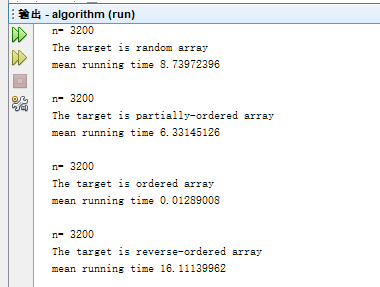 输出 - algorithm (run)
n= 3200
The target is random array
mean running time 8.73972396
n= 3200
The target is partially-ordered array
mean running time 6.33145126
n= 3200
The target is ordered array
mean running time 0.01289008
n= 3200
The target is reverse-ordered array
mean running time 16.11139962